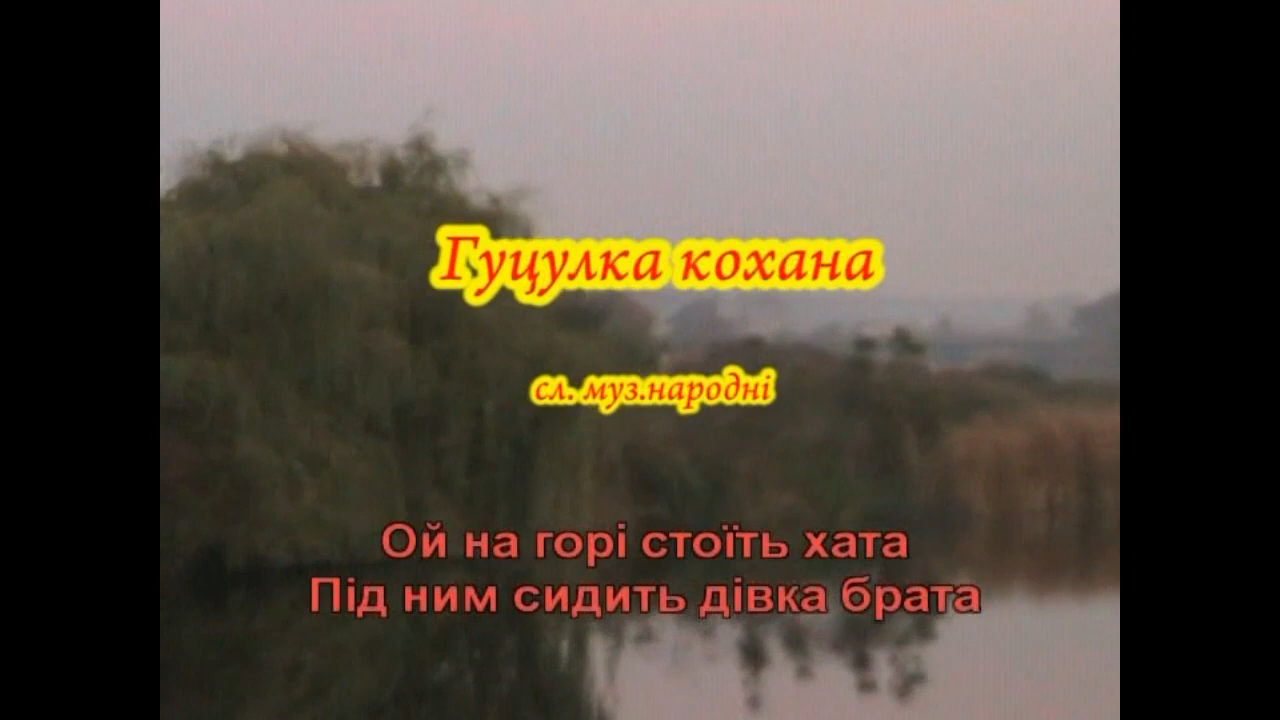 Гуцулка кохана
сл. муз.народні
Ой на горі стоїть хата
Під ним сидить дівка брата